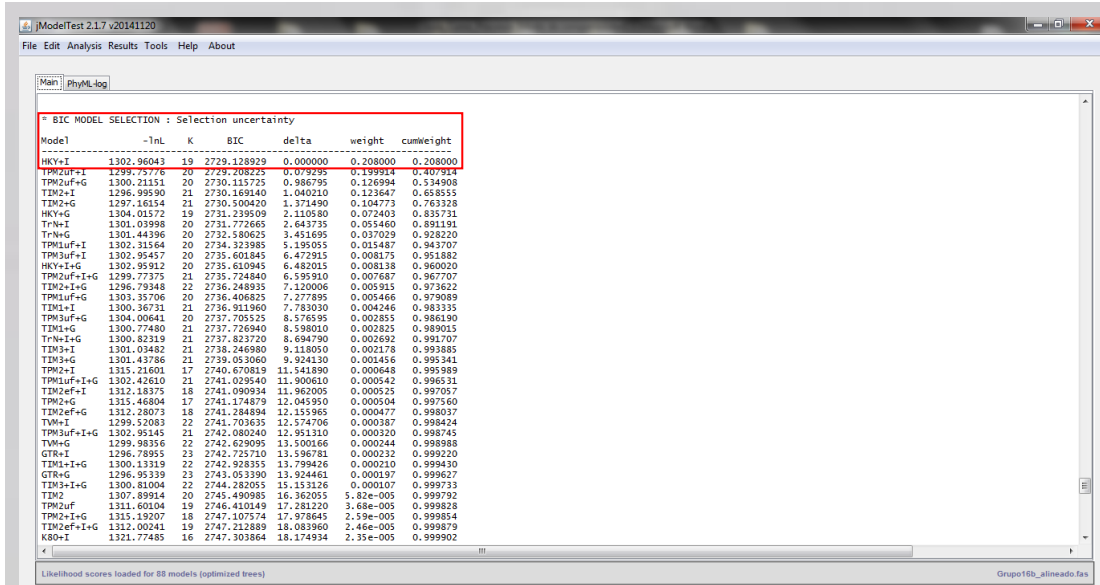 jModelTest 2.1.7 v20141120
File Edit Analysis Results Tools Help About
Main PhyML-log
* BIC MODEL SELECTION : Selection uncertainty
Model -lnL K BIC delta weight cumWeight
------------------------------------------------------------------------
HKY+I 1302.96043 19 2729.128929 0.000000 0.208000 0.208000
TPM2uf+I 1299.75776 20 2729.208225 0.079295 0.199914 0.407914
TPM2uf+G 1300.21151 20 2730.115725 0.986795 0.126994 0.534908
TIM2+I 1296.99590 21 2730.169140 1.040210 0.123647 0.658555
TIM2+G 1297.16154 21 2730.500420 1.371490 0.104773 0.763328
HKY+G 1304.01572 19 2731.239509 2.110580 0.072403 0.835731
TrN+I 1301.03998 20 2731.772665 2.643735 0.055460 0.891191
TrN+G 1301.44396 20 2732.580625 3.451695 0.037029 0.928220
TPM1uf+I 1302.31564 20 2734.323985 5.195055 0.015487 0.943707
TPM3uf+I 1302.95457 20 2735.601845 6.472915 0.008175 0.951882
HKY+I+G 1302.95912 20 2735.610945 6.482015 0.008138 0.960020
TPM2uf+I+G 1299.77375 21 2735.724840 6.595910 0.007687 0.967707
TIM2+I+G 1296.79348 22 2736.248935 7.120006 0.005915 0.973622
TPM1uf+G 1303.35706 20 2736.406825 7.277895 0.005466 0.979089
TIM1+I 1300.36731 21 2736.911960 7.783030 0.004246 0.983335
TPM3uf+G 1304.00641 20 2737.705525 8.576595 0.002855 0.986190
TIM1+G 1300.77480 21 2737.726940 8.598010 0.002825 0.989015
TrN+I+G 1300.82319 21 2737.823720 8.694790 0.002692 0.991707
TIM3+I 1301.03482 21 2738.246980 9.118050 0.002178 0.993885
TIM3+G 1301.43786 21 2739.053060 9.924130 0.001456 0.995341
TPM2+I 1315.21601 17 2740.670819 11.541890 0.000648 0.995989
TPM1uf+I+G 1302.42610 21 2741.029540 11.900610 0.000542 0.996531
TIM2ef+I 1312.18375 18 2741.090934 11.962005 0.000525 0.997057
TPM2+G 1315.46804 17 2741.174879 12.045950 0.000504 0.997560
TIM2ef+G 1312.28073 18 2741.284894 12.155965 0.000477 0.998037
TVM+I 1299.52083 22 2741.703635 12.574706 0.000387 0.998424
TPM3uf+I+G 1302.95145 21 2742.080240 12.951310 0.000320 0.998745
TVM+G 1299.98356 22 2742.629095 13.500166 0.000244 0.998988
GTR+I 1296.78955 23 2742.725710 13.596781 0.000232 0.999220
TIM1+I+G 1300.13319 22 2742.928355 13.799426 0.000210 0.999430
GTR+G 1296.95339 23 2743.053390 13.924461 0.000197 0.999627
TIM3+I+G 1300.81004 22 2744.282055 15.153126 0.000107 0.999733
TIM2 1307.89914 20 2745.490985 16.362055 5.82e-005 0.999792
TPM2uf 1311.60104 19 2746.410149 17.281220 3.68e-005 0.999828
TPM2+I+G 1315.19207 18 2747.107574 17.978645 2.59e-005 0.999854
TIM2ef+I+G 1312.00241 19 2747.212889 18.083960 2.46e-005 0.999879
K80+I 1321.77485 16 2747.303864 18.174934 2.35e-005 0.999902
Likelihood scores loaded for 88 models (optimized trees) Grupo16b_alineado.fas